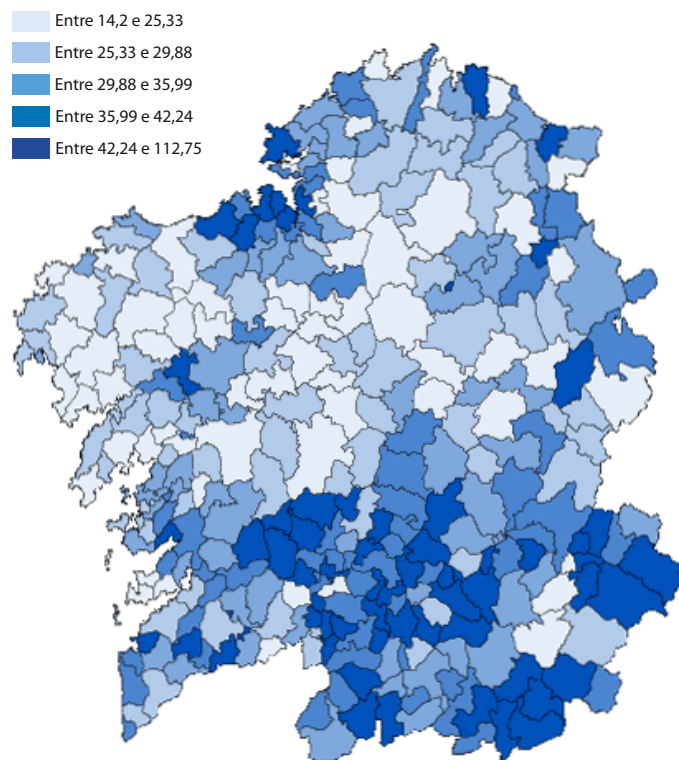 Entre 14,2 e 25,33
Entre 25,33 e 29,88
Entre 29,88 e 35,99
Entre 35,99 e 42,24
Entre 42,24 e 112,75